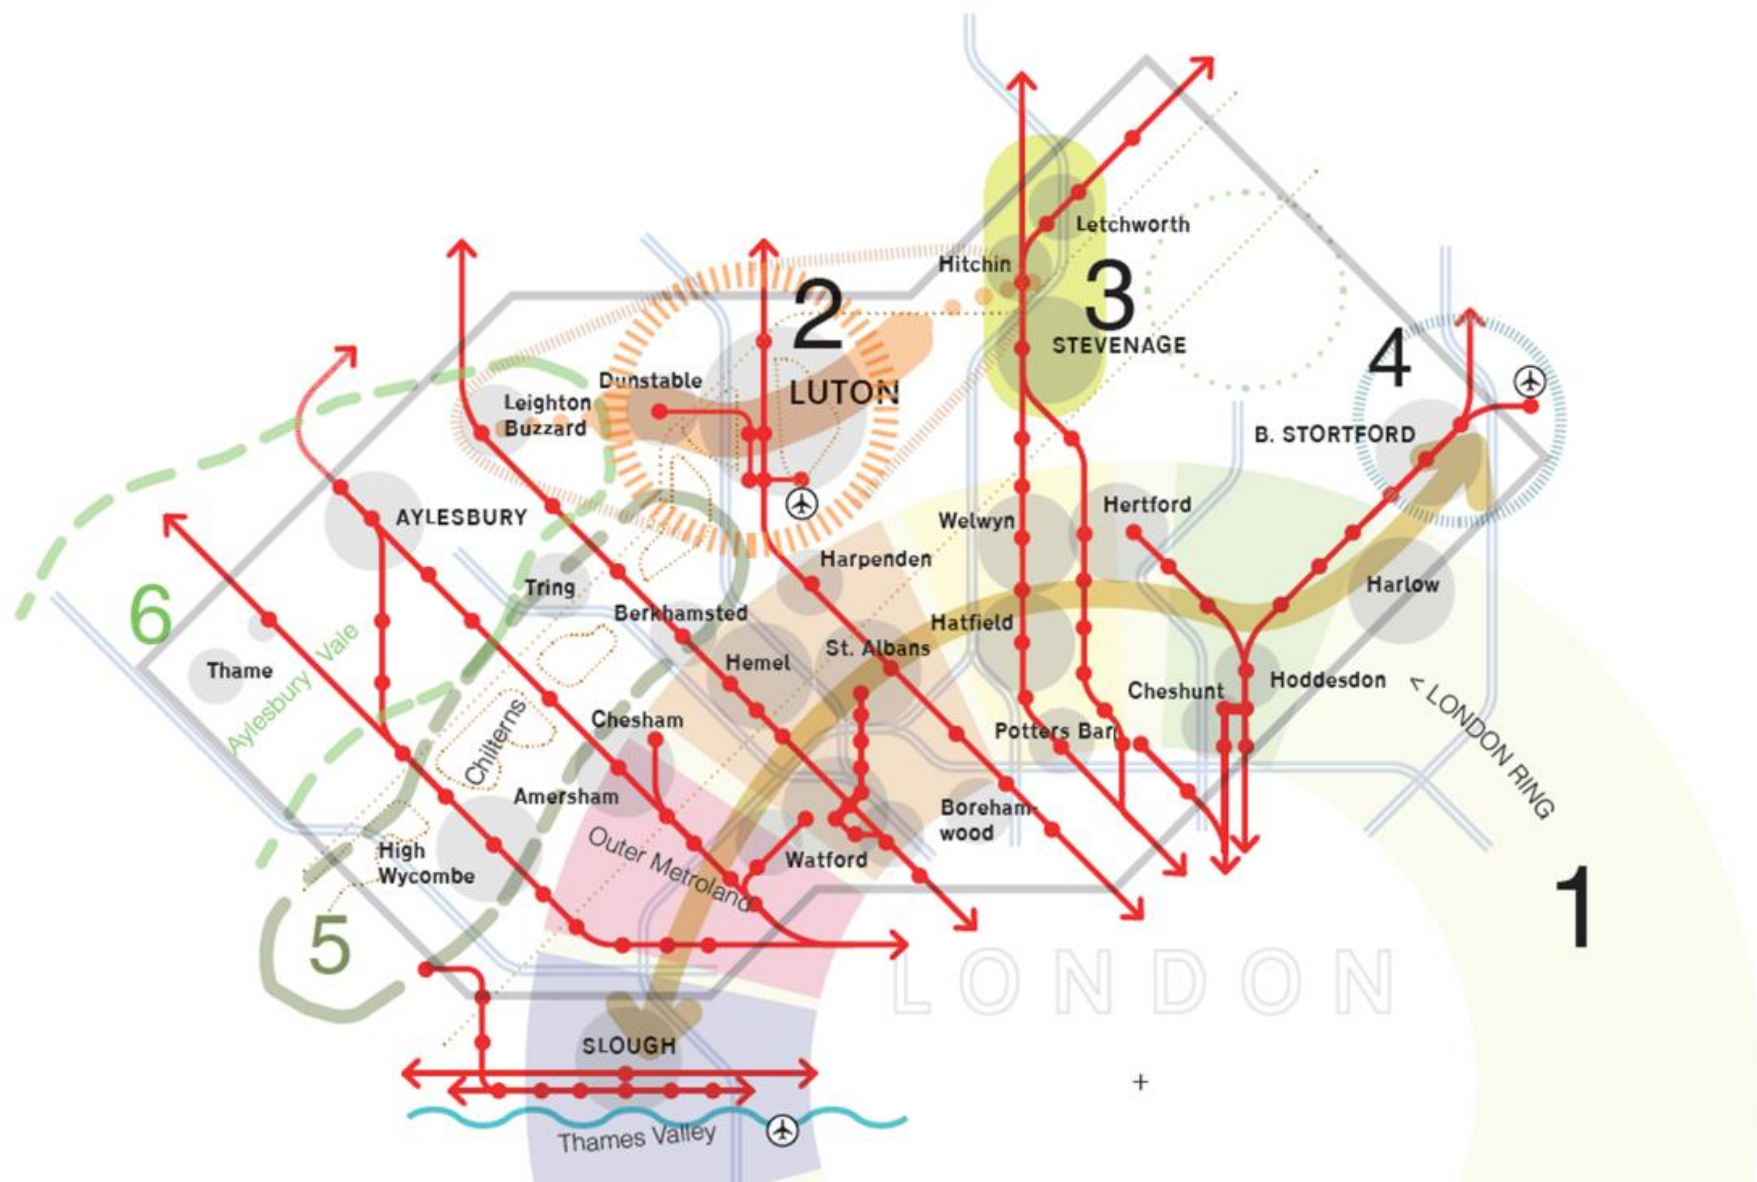 Letchworth
Hitchin
3
2
STEVENAGE
4
Dunstable
LUTON
Leighton
Buzzard
B. STORTFORD
AYLESBURY
Welwyn
Hertford
Harpenden
Tring
Harlow
6
Berkhamsted
Hatfield
Aylesbury Vale
Thame
Hemel
St. Albans
Cheshunt
Hoddesdon
< LONDON RING
Chesham
Chilterns
Potters Bar
Amersham
Boreham-
wood
Outer Metroland
Watford
High
Wycombe
1
5
LONDON
SLOUGH
Thames Valley